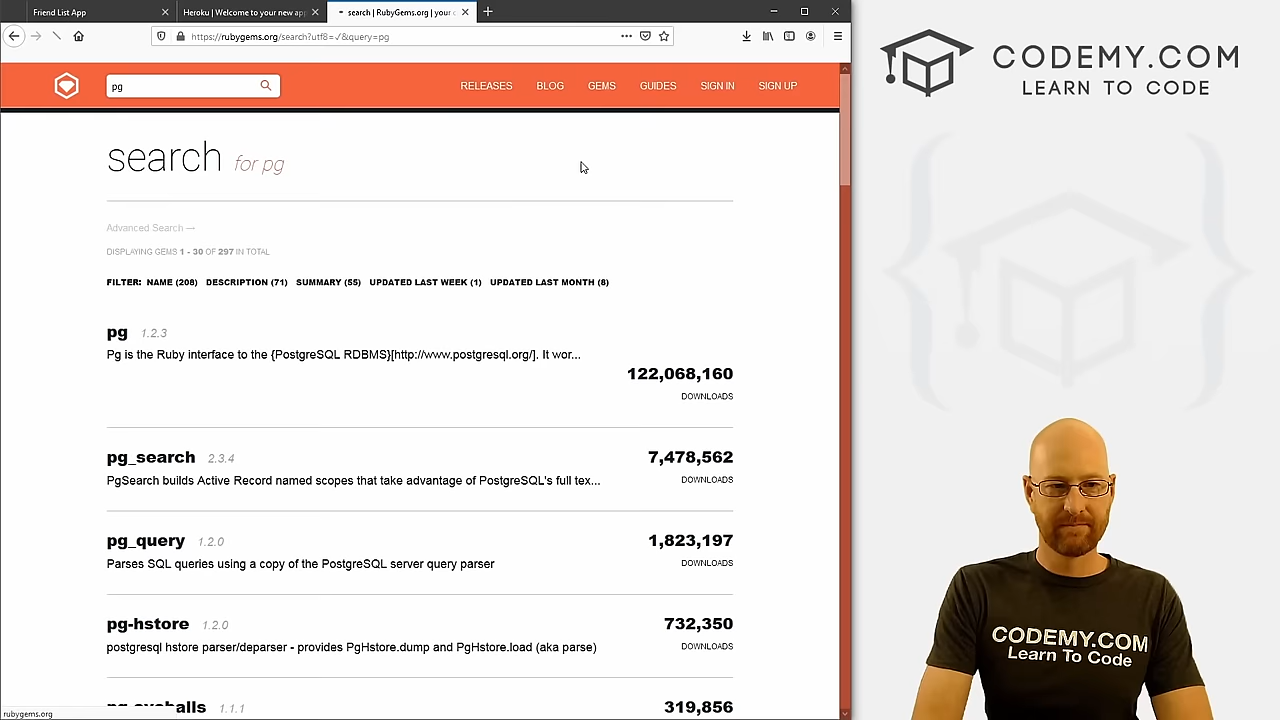 Friend List App
Heroku | Welcome to your new ap
search | RubyGems.org | your c
https://rubygems.org/search?utf8=✓&query=pg
CODEMY.COM
LEARN TO CODE
pg
RELEASES BLOG GEMS GUIDES SIGN IN SIGN UP
search for pg
Advanced Search →
DISPLAYING GEMS 1 - 30 OF 297 IN TOTAL
FILTER: NAME (208) DESCRIPTION (71) SUMMARY (55) UPDATED LAST WEEK (1) UPDATED LAST MONTH (8)
pg 1.2.3
Pg is the Ruby interface to the {PostgreSQL RDBMS}[http://www.postgresql.org/]. It wor...
122,068,160
DOWNLOADS
pg_search 2.3.4
7,478,562
PgSearch builds Active Record named scopes that take advantage of PostgreSQL's full tex...
DOWNLOADS
pg_query 1.2.0
1,823,197
Parses SQL queries using a copy of the PostgreSQL server query parser
DOWNLOADS
pg-hstore 1.2.0
732,350
postgresql hstore parser/deparser - provides PgHstore.dump and PgHstore.load (aka parse)
DOWNLOADS
1.1.1
319,856
rubygems.org
CODEMY.COM
Learn To Code